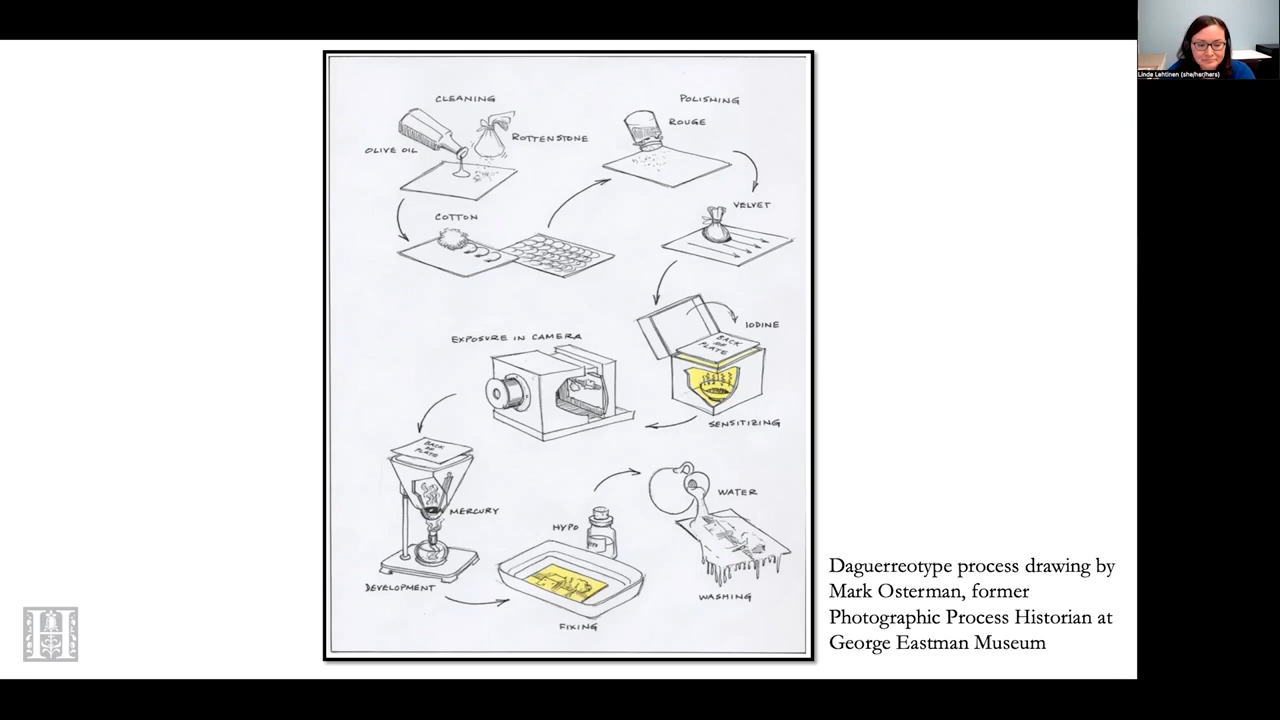 Linde Lehtinen (she/her/hers)
CLEANING
OLIVE OIL
ROTTENSTONE
COTTON
POLISHING
ROUGE
VELVET
IODINE
BACK
OF
PLATE
SENSITIZING
EXPOSURE IN CAMERA
BACK
OF
PLATE
MERCURY
DEVELOPMENT
HYPO
FIXING
WATER
WASHING
Daguerreotype process drawing by
Mark Osterman, former
Photographic Process Historian at
George Eastman Museum
H